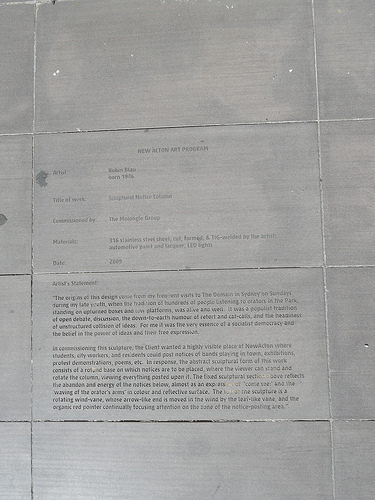 NEW ACTON ART PROGRAM
Artist Robin Blau
born 1946
Title of work: Sculptural Notice Column
Commissioned by The Molonglo Group
Materials: 316 stainless steel sheet, cut, formed, & TIG-welded by the artist;
automotive paint and lacquer; LED lights
Date: 2009
Artist's Statement:
"The origins of this design come from my frequent visits to The Domain in Sydney on Sundays
during my late youth, when the tradition of hundreds of people listening to orators in the Park,
standing on upturned boxes and low platforms, was alive and well. It was a popular tradition
of open debate, discussion, the down-to-earth humour of retort and cat-calls, and the messiness
of unstructured collision of ideas. For me it was the very essence of a socialist democracy and
the belief in the power of ideas and their free expression.
In commissioning this sculpture, the Client wanted a highly visible place at NewActon where
students, city workers, and residents could post notices of bands playing in town, exhibitions,
protest demonstrations, poems, etc. In response, the abstract sculptural form of this work
consists of a round base on which notices are to be placed, where the viewer can stand and
rotate the column, viewing everything posted upon it. The fixed sculptural section above reflects
the abandon and energy of the notices below, almost as an express of "come see" and the
'waving of the orator's arms' in colour and reflective surface. The of the sculpture is a
rotating wind-vane, whose arrow-like end is moved in the wind by the leaf-like vane, and the
organic red pointer continually focusing attention on the zone of the notice-posting area."